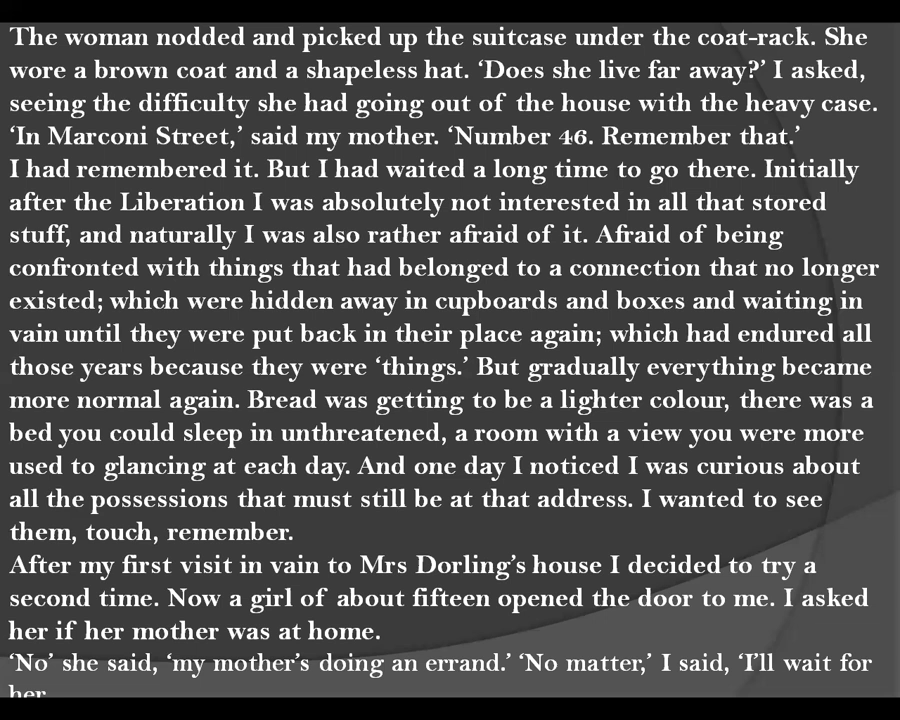 The woman nodded and picked up the suitcase under the coat-rack. She
wore a brown coat and a shapeless hat. ‘Does she live far away?’ I asked,
seeing the difficulty she had going out of the house with the heavy case.
‘In Marconi Street,’ said my mother. ‘Number 46. Remember that.’
I had remembered it. But I had waited a long time to go there. Initially
after the Liberation I was absolutely not interested in all that stored
stuff, and naturally I was also rather afraid of it. Afraid of being
confronted with things that had belonged to a connection that no longer
existed; which were hidden away in cupboards and boxes and waiting in
vain until they were put back in their place again; which had endured all
those years because they were ‘things.’ But gradually everything became
more normal again. Bread was getting to be a lighter colour, there was a
bed you could sleep in unthreatened, a room with a view you were more
used to glancing at each day. And one day I noticed I was curious about
all the possessions that must still be at that address. I wanted to see
them, touch, remember.
After my first visit in vain to Mrs Dorling’s house I decided to try a
second time. Now a girl of about fifteen opened the door to me. I asked
her if her mother was at home.
‘No’ she said, ‘my mother’s doing an errand.’ ‘No matter,’ I said, ‘I’ll wait for
her